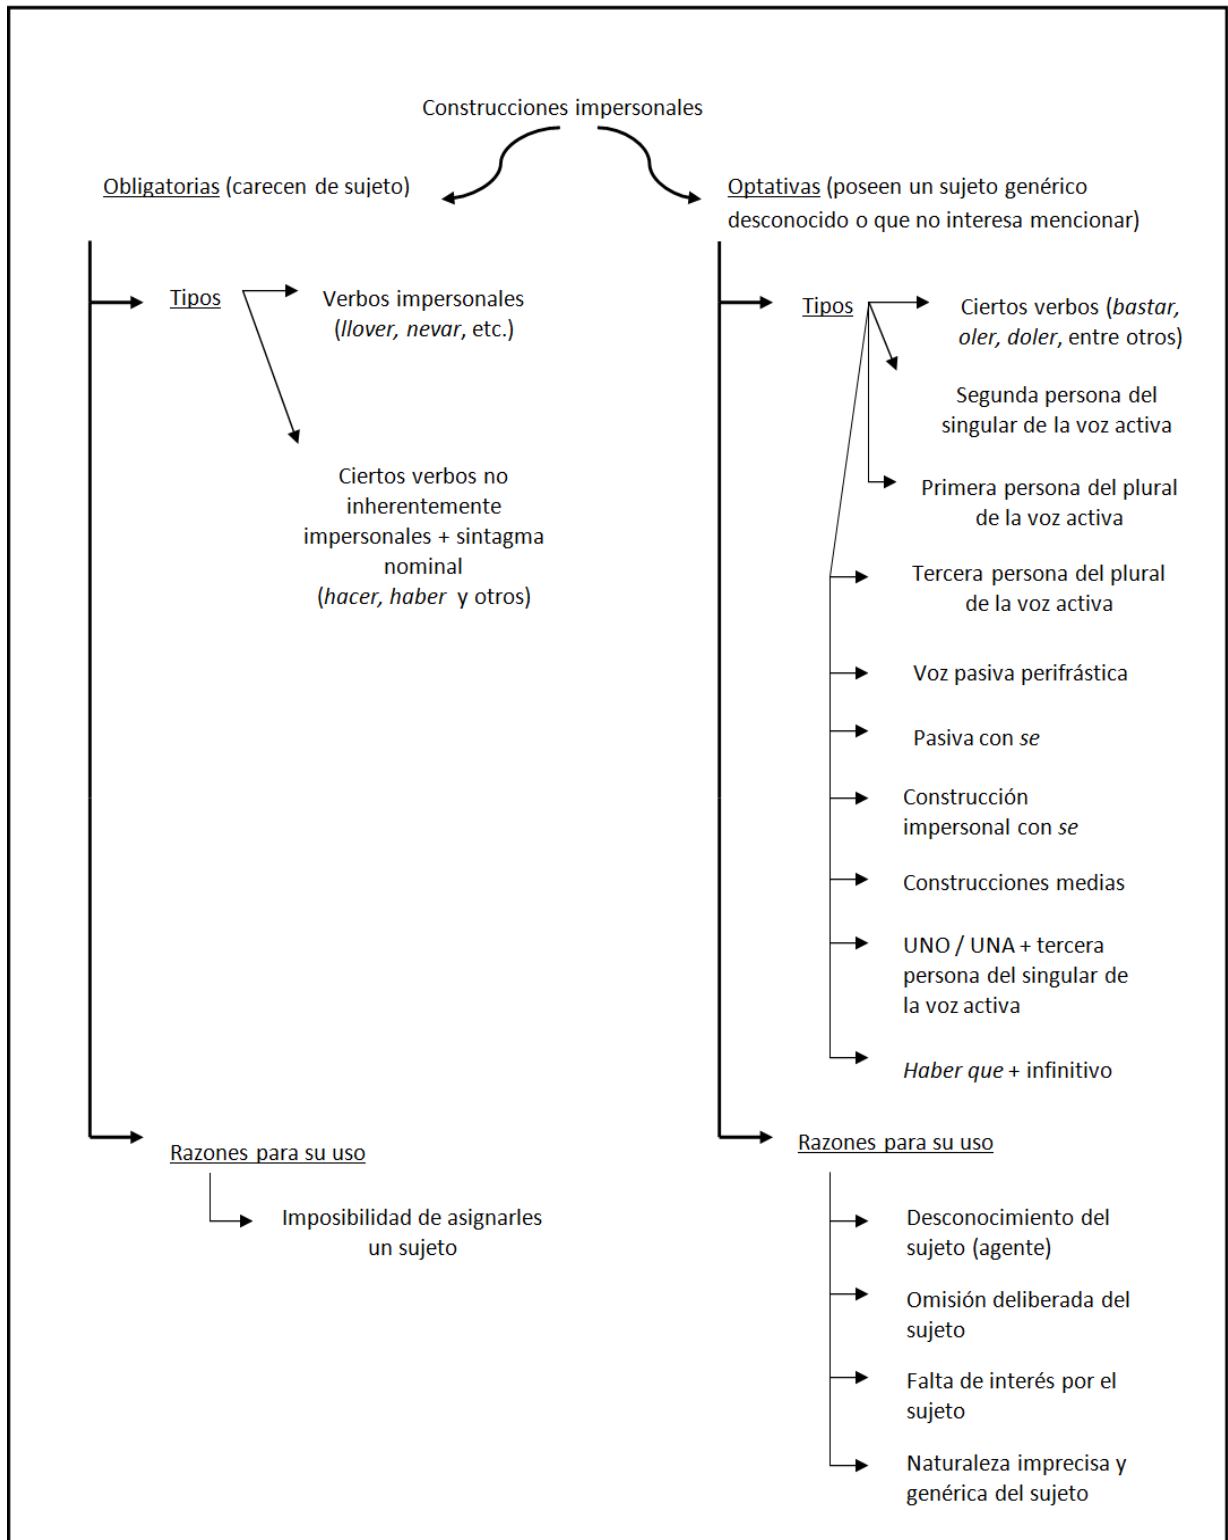 Construcciones impersonales
Obligatorias (carecen de sujeto)
Tipos
Verbos impersonales
(llover, nevar, etc.)
Ciertos verbos no
inherentemente
impersonales + sintagma
nominal
(hacer, haber y otros)
Razones para su uso
Imposibilidad de asignarles
un sujeto
Optativas (poseen un sujeto genérico
desconocido o que no interesa mencionar)
Tipos
Ciertos verbos (bastar,
oler, doler, entre otros)
Segunda persona del
singular de la voz activa
Primera persona del plural
de la voz activa
Tercera persona del plural
de la voz activa
Voz pasiva perifrástica
Pasiva con se
Construcción
impersonal con se
Construcciones medias
UNO / UNA + tercera
persona del singular de
la voz activa
Haber que + infinitivo
Razones para su uso
Desconocimiento del
sujeto (agente)
Omisión deliberada del
sujeto
Falta de interés por el
sujeto
Naturaleza imprecisa y
genérica del sujeto